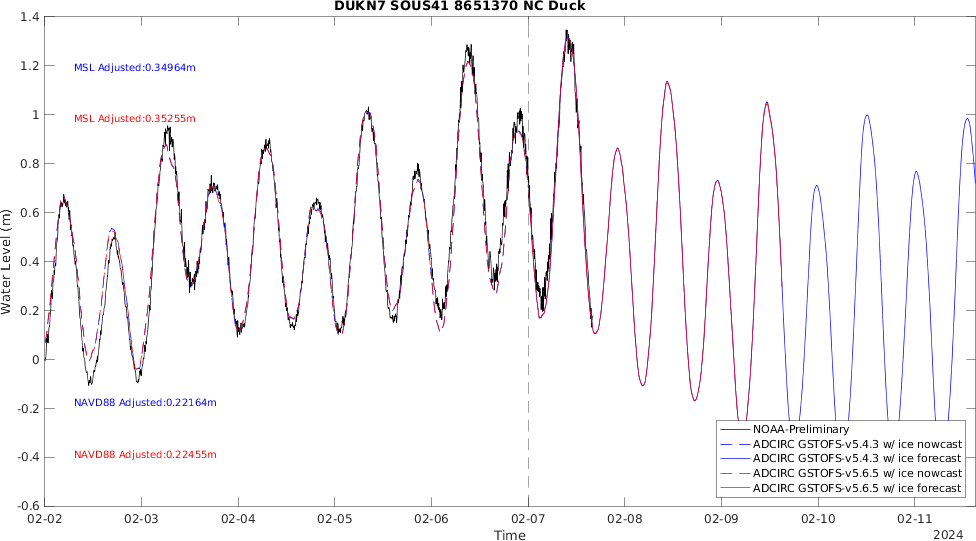 DUKN7 SOUS41 8651370 NC Duck
1.4
1.2
1
0.8
0.6
0.4
0.2
0
-0.2
-0.4
-0.6
Water Level (m)
MSL Adjusted:0.34964m
MSL Adjusted:0.35255m
NAVD88 Adjusted:0.22164m
NAVD88 Adjusted:0.22455m
NOAA-Preliminary
ADCIRC GSTOFS-v5.4.3 w/ ice nowcast
ADCIRC GSTOFS-v5.4.3 w/ ice forecast
ADCIRC GSTOFS-v5.6.5 w/ ice nowcast
ADCIRC GSTOFS-v5.6.5 w/ ice forecast
02-02 02-03 02-04 02-05 02-06 02-07 02-08 02-09 02-10 02-11
Time
2024